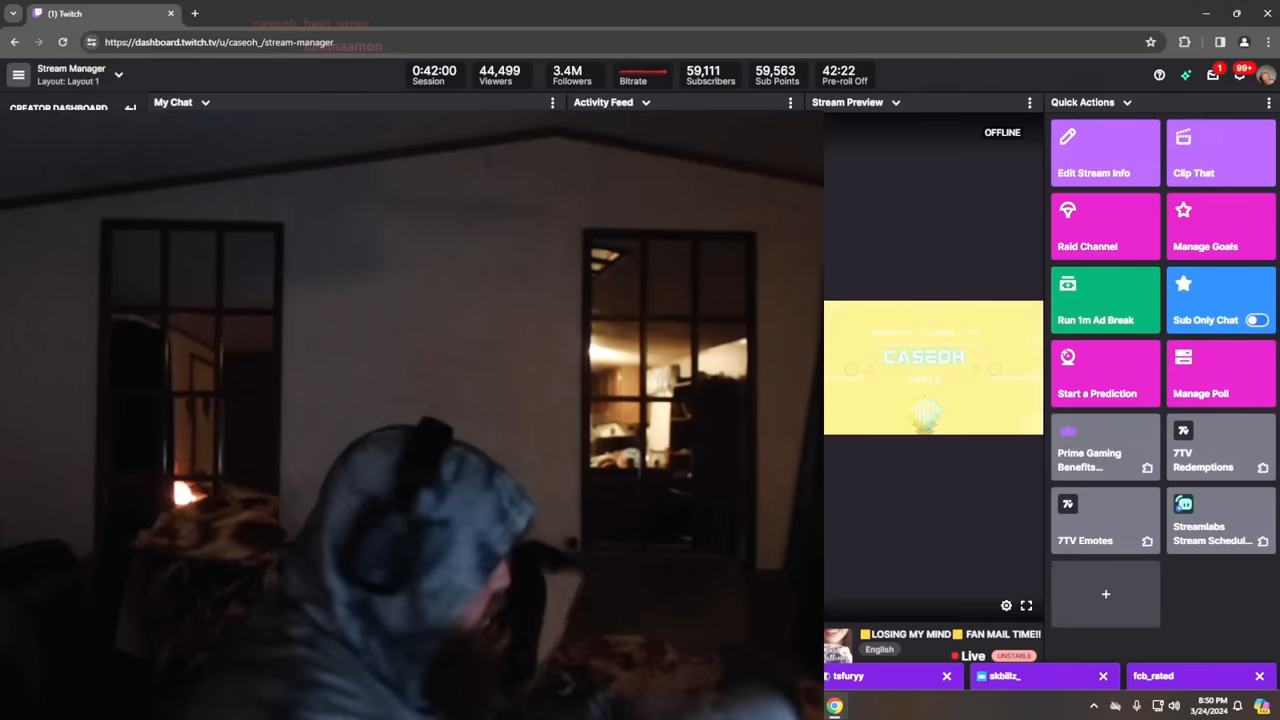 (1) Twitch
caseoh_best_stres
cinnaamon
https://dashboard.twitch.tv/u/caseoh_/stream-manager
Stream Manager
Layout: Layout 1
0:42:00
Session
44,499
Viewers
3.4M
Followers
Bitrate
59,111
Subscribers
59,563
Sub Points
42:22
Pre-roll Off
1
99+
CREATOR DASHBOARD
My Chat
Activity Feed
Stream Preview
Quick Actions
OFFLINE
Edit Stream Info
Clip That
Raid Channel
Manage Goals
Run 1m Ad Break
Sub Only Chat
CASEOH
GAMES
Start a Prediction
Manage Poll
Prime Gaming
Benefits...
7TV
Redemptions
7TV Emotes
Streamlabs
Stream Schedul...
+
LOSING MY MIND FAN MAIL TIME!!
English
Live
UNSTABLE
tsfuryy
skbillz_
fcb_rated
8:50 PM
3/24/2024